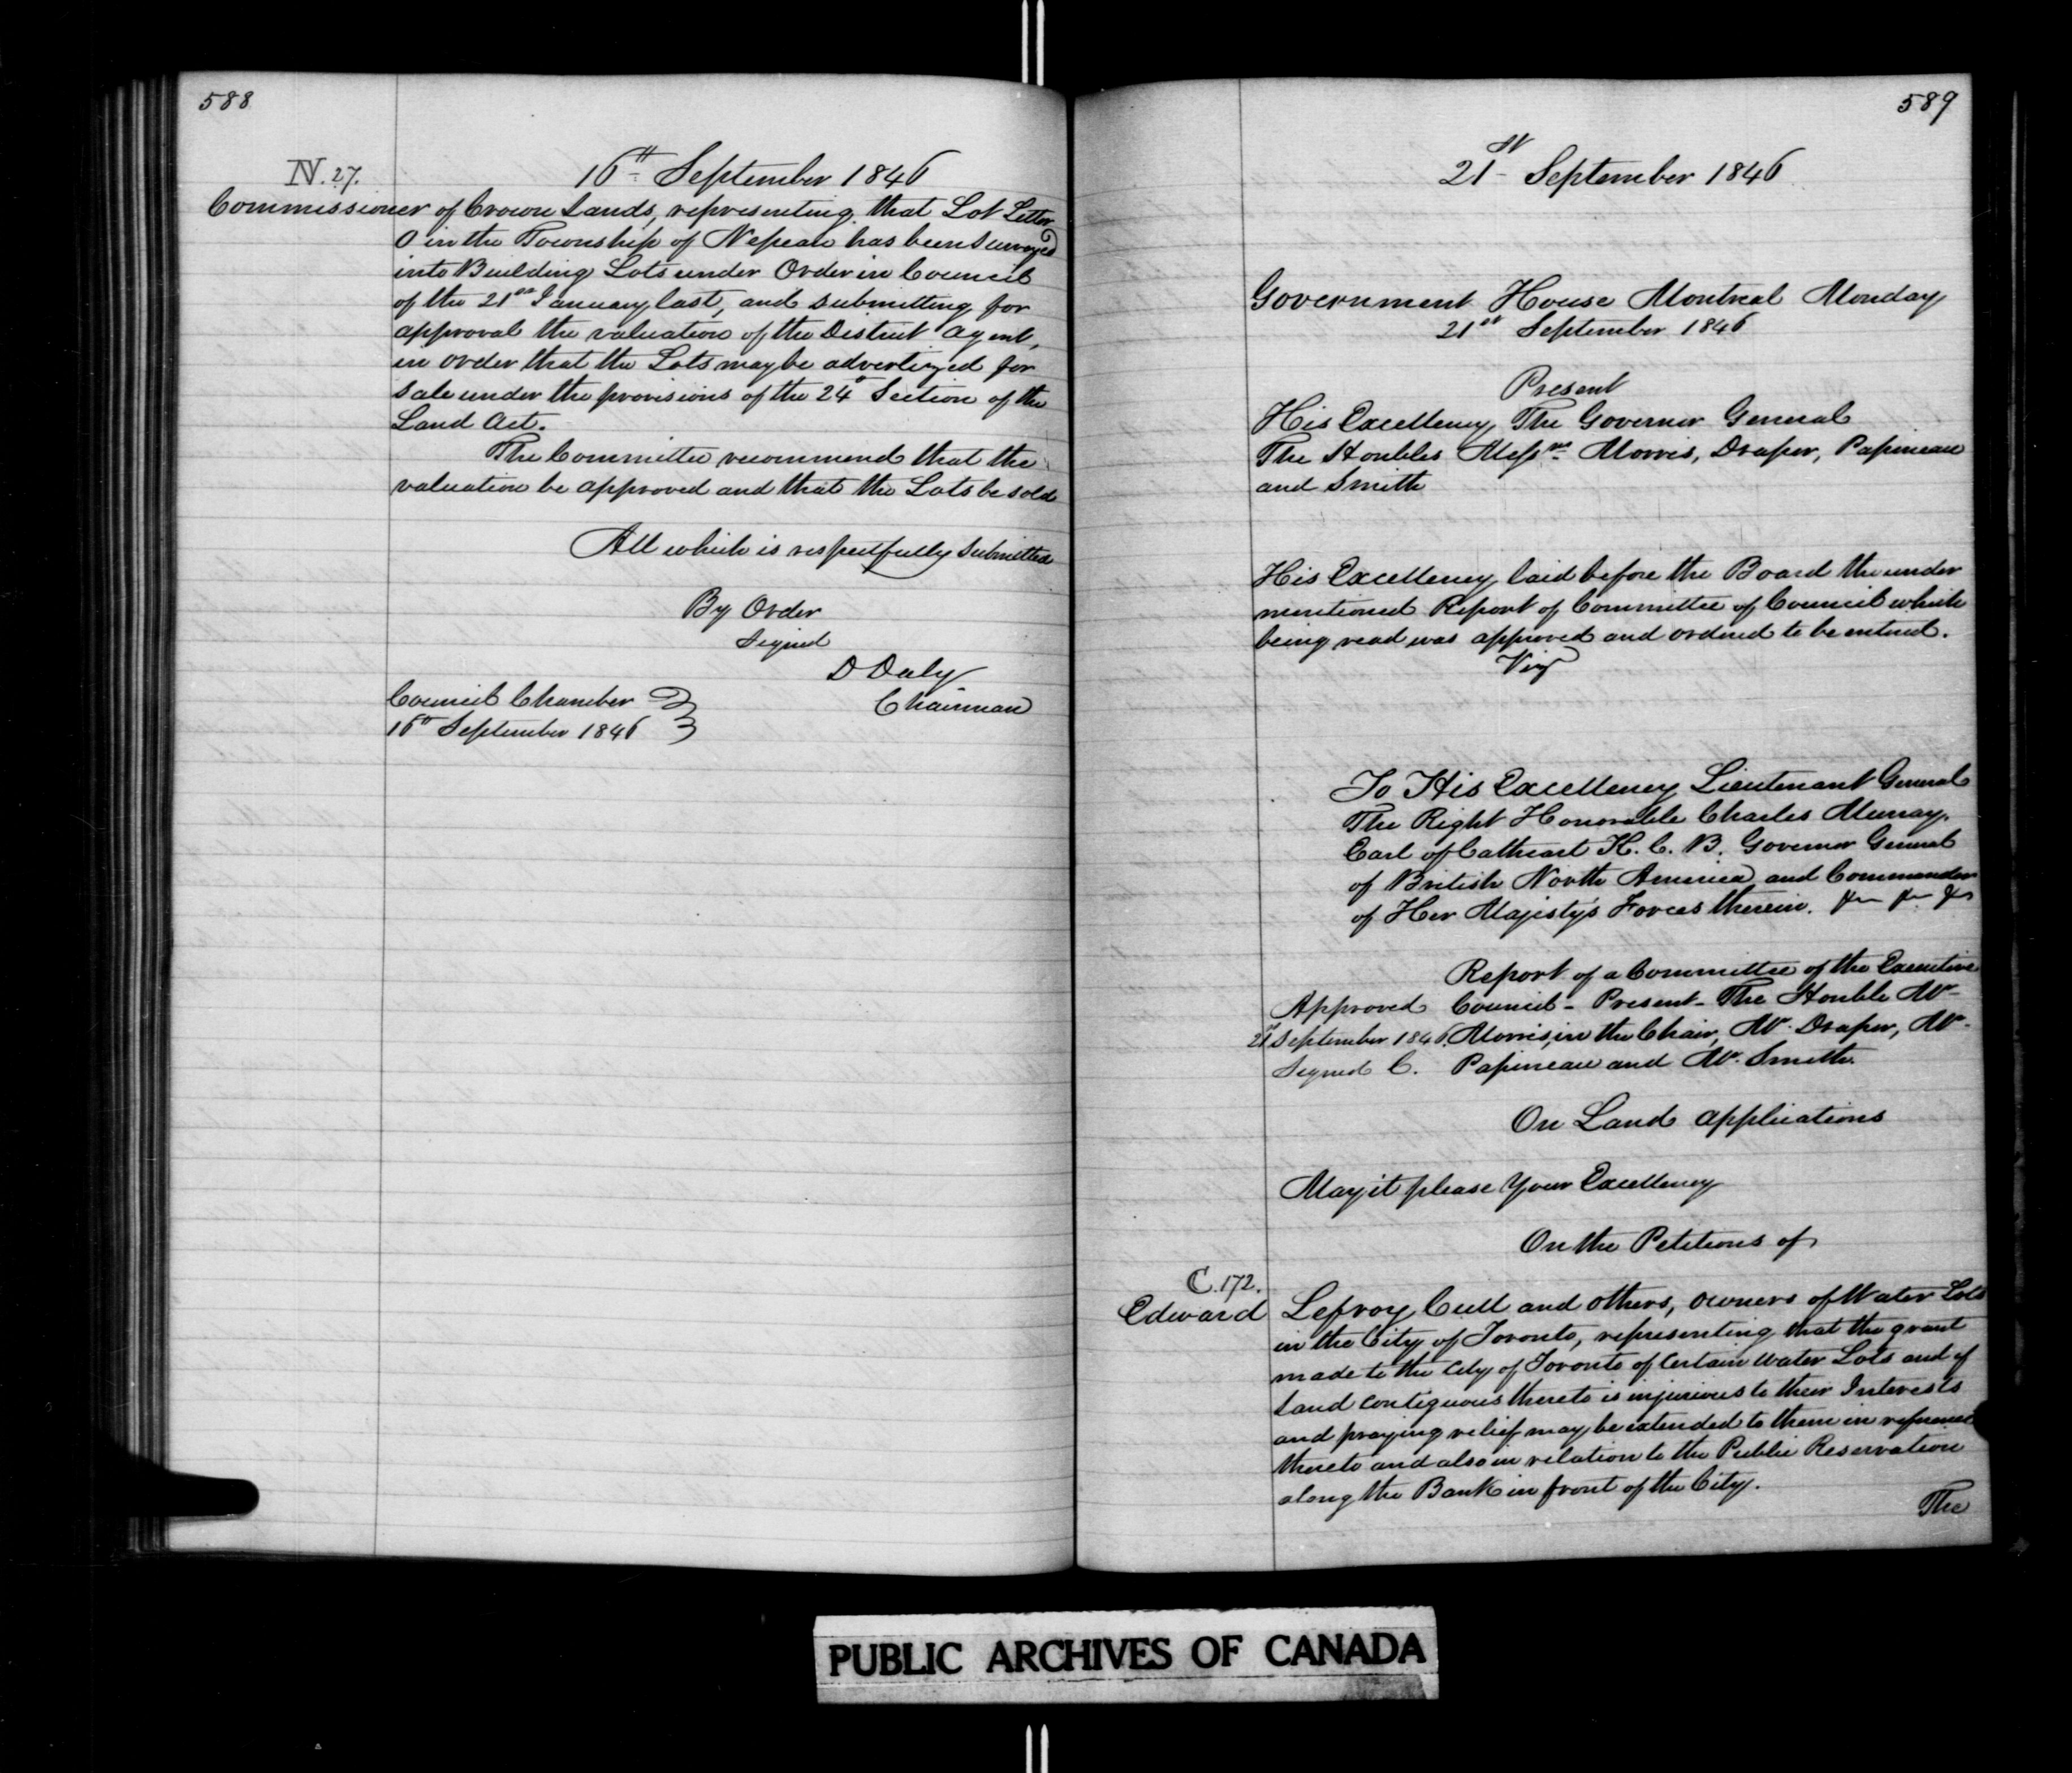 588
16th September 1846
N. 27.
Commissioner of Crown Lands, representing that Lot Letter
O in the Township of Nepean has been surveyed
into Building Lots under Order in Council
of the 21st January last, and submitting for
approval the valuation of the District Agent,
in order that the Lots may be advertized for
sale under the provisions of the 24th Section of the
Land Act.
The Committee recommend that the
valuation be approved and that the Lots be sold
All which is respectfully submitted
By Order
Signed
D Daly
Chairman
Council Chamber
16th September 1846
589
21st September 1846
Government House Montreal Monday
21st September 1846
Present
His Excellency The Governor General
The Honbles Messrs Morris, Draper, Papineau
and Smith
His Excellency laid before the Board the under
mentioned Report of Committee of Council which
being read was approved and ordered to be entered.
Viz
To His Excellency Lieutenant General
The Right Honorable Charles Murray.
Earl of Cathcart K. C. B. Governor General
of British North America and Commander
of Her Majesty's Forces therein. &c &c &c
Report of a Committee of the Executive
Council - Present - The Honble Mr
Morris, in the Chair, Mr Draper, Mr
Papineau and Mr Smith.
Approved
21st September 1846.
Signed C.
On Land applications
May it please Your Excellency
On the Petitions of
C. 172.
Edward Lefroy Cull and others, owners of Water Lots
in the City of Toronto, representing that the grant
made to the City of Toronto of certain water Lots and of
Land contiguous thereto is injurious to their Interests
and praying relief may be extended to them in reference
thereto and also in relation to the Public Reservation
along the Bank in front of the City.
The
PUBLIC ARCHIVES OF CANADA